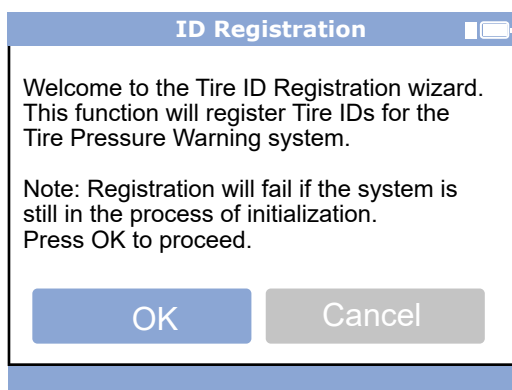 ID Registration
Welcome to the Tire ID Registration wizard.
This function will register Tire IDs for the
Tire Pressure Warning system.
Note: Registration will fail if the system is
still in the process of initialization.
Press OK to proceed.
OK
Cancel